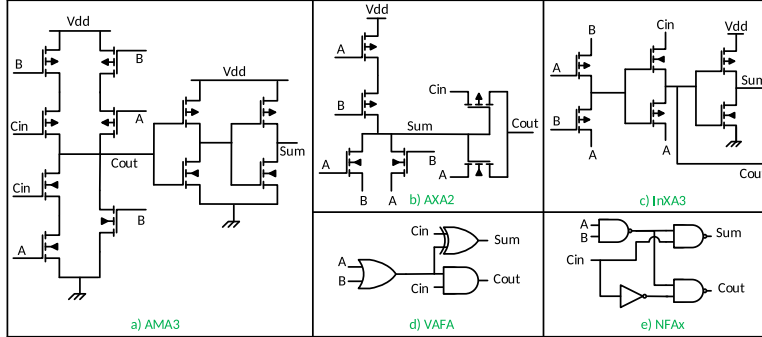 Vdd
B
B
Cin
A
Cout
Cin
B
A
Vdd
Sum
a) AMA3
Vdd
A
B
Sum
Cin
Cout
A
B
A
B
A
b) AXA2
B
Cin
Vdd
A
Sum
B
A
A
Cout
c) InXA3
Cin
Sum
A
B
Cin
Cout
d) VAFA
A
B
Sum
Cin
Cout
e) NFAx